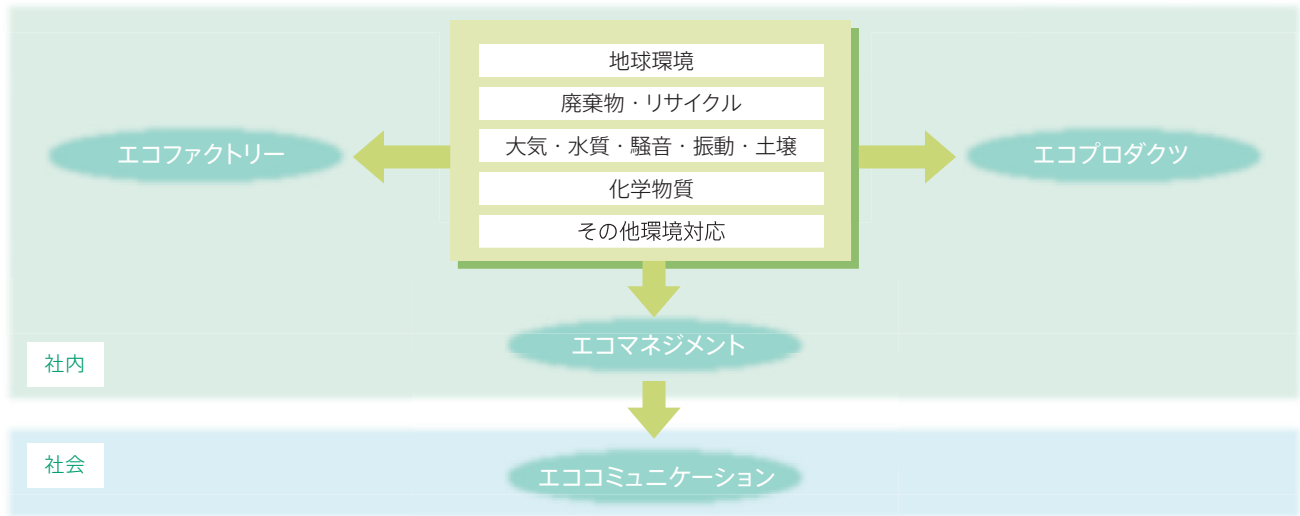 地球環境
廃棄物・リサイクル
大気・水質・騒音・振動・土壌
化学物質
その他環境対応
エコファクトリー
エコプロダクツ
エコマネジメント
社内
社会
エココミュニケーション